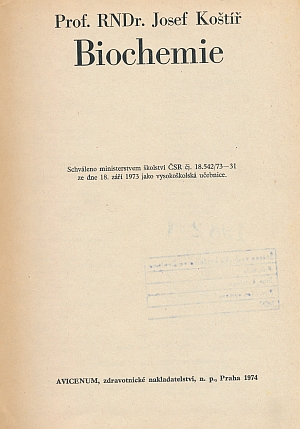 Prof. RNDr. Josef Koštíř
Biochemie
Schváleno ministerstvem školství ČSR čj. 18.542/73—31
ze dne 18. září 1973 jako vysokoškolská učebnice.
AVICENUM, zdravotnické nakladatelství, n. p., Praha 1974